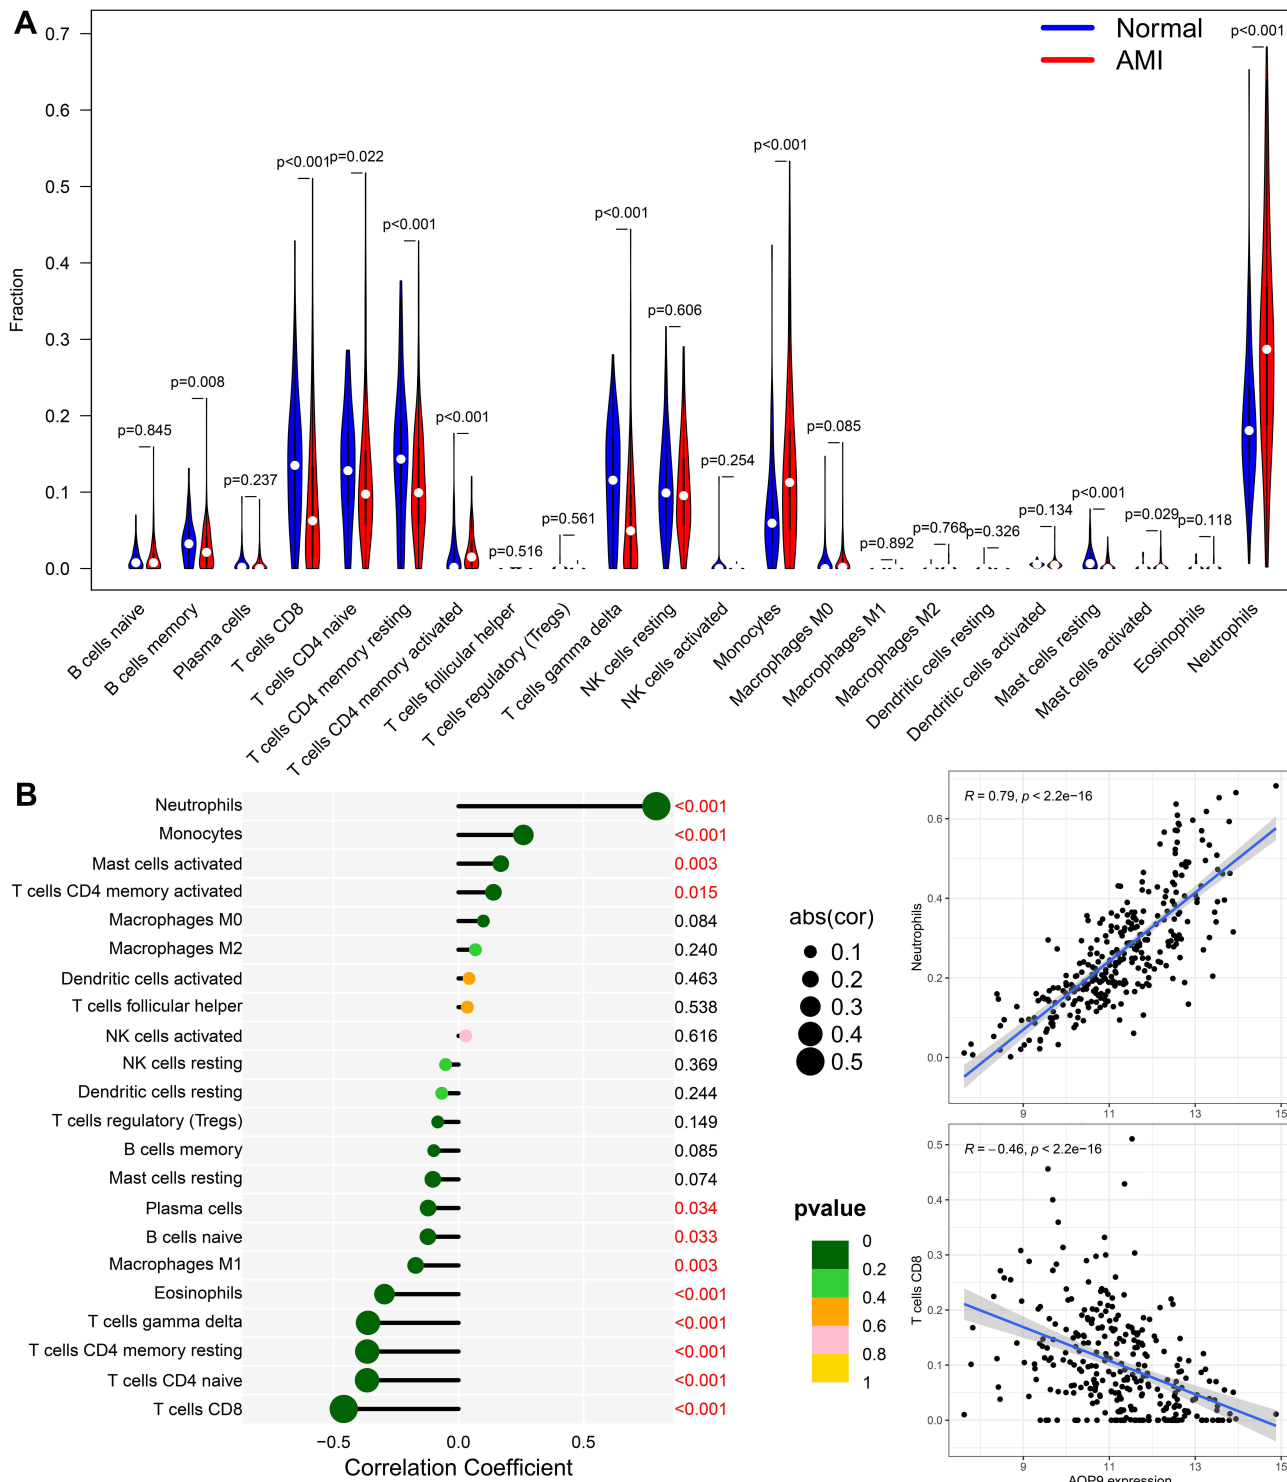 A
Normal
AMI
Fraction
0.7
0.6
0.5
0.4
0.3
0.2
0.1
0.0
p=0.845
p=0.008
p=0.237
p<0.001
p=0.022
p<0.001
p<0.001
p=0.516
p=0.561
p<0.001
p=0.606
p=0.254
p<0.001
p=0.085
p=0.892
p=0.768
p=0.326
p=0.134
p<0.001
p=0.029
p=0.118
p<0.001
B cells naive
B cells memory
Plasma cells
T cells CD8
T cells CD4 naive
T cells CD4 memory resting
T cells CD4 memory activated
T cells follicular helper
T cells regulatory (Tregs)
T cells gamma delta
NK cells resting
NK cells activated
Monocytes
Macrophages M0
Macrophages M1
Macrophages M2
Dendritic cells resting
Dendritic cells activated
Mast cells resting
Mast cells activated
Eosinophils
Neutrophils
B
Neutrophils <0.001
Monocytes <0.001
Mast cells activated 0.003
T cells CD4 memory activated 0.015
Macrophages M0 0.084
Macrophages M2 0.240
Dendritic cells activated 0.463
T cells follicular helper 0.538
NK cells activated 0.616
NK cells resting 0.369
Dendritic cells resting 0.244
T cells regulatory (Tregs) 0.149
B cells memory 0.085
Mast cells resting 0.074
Plasma cells 0.034
B cells naive 0.033
Macrophages M1 0.003
Eosinophils <0.001
T cells gamma delta <0.001
T cells CD4 memory resting <0.001
T cells CD4 naive <0.001
T cells CD8 <0.001
−0.5 0.0 0.5
Correlation Coefficient
abs(cor)
0.1
0.2
0.3
0.4
0.5
pvalue
0
0.2
0.4
0.6
0.8
1
R = 0.79, p < 2.2e−16
Neutrophils
0.6
0.4
0.2
0.0
9 11 13 15
R = −0.46, p < 2.2e−16
T cells CD8
0.5
0.4
0.3
0.2
0.1
0.0
9 11 13 15
AQP9 expression